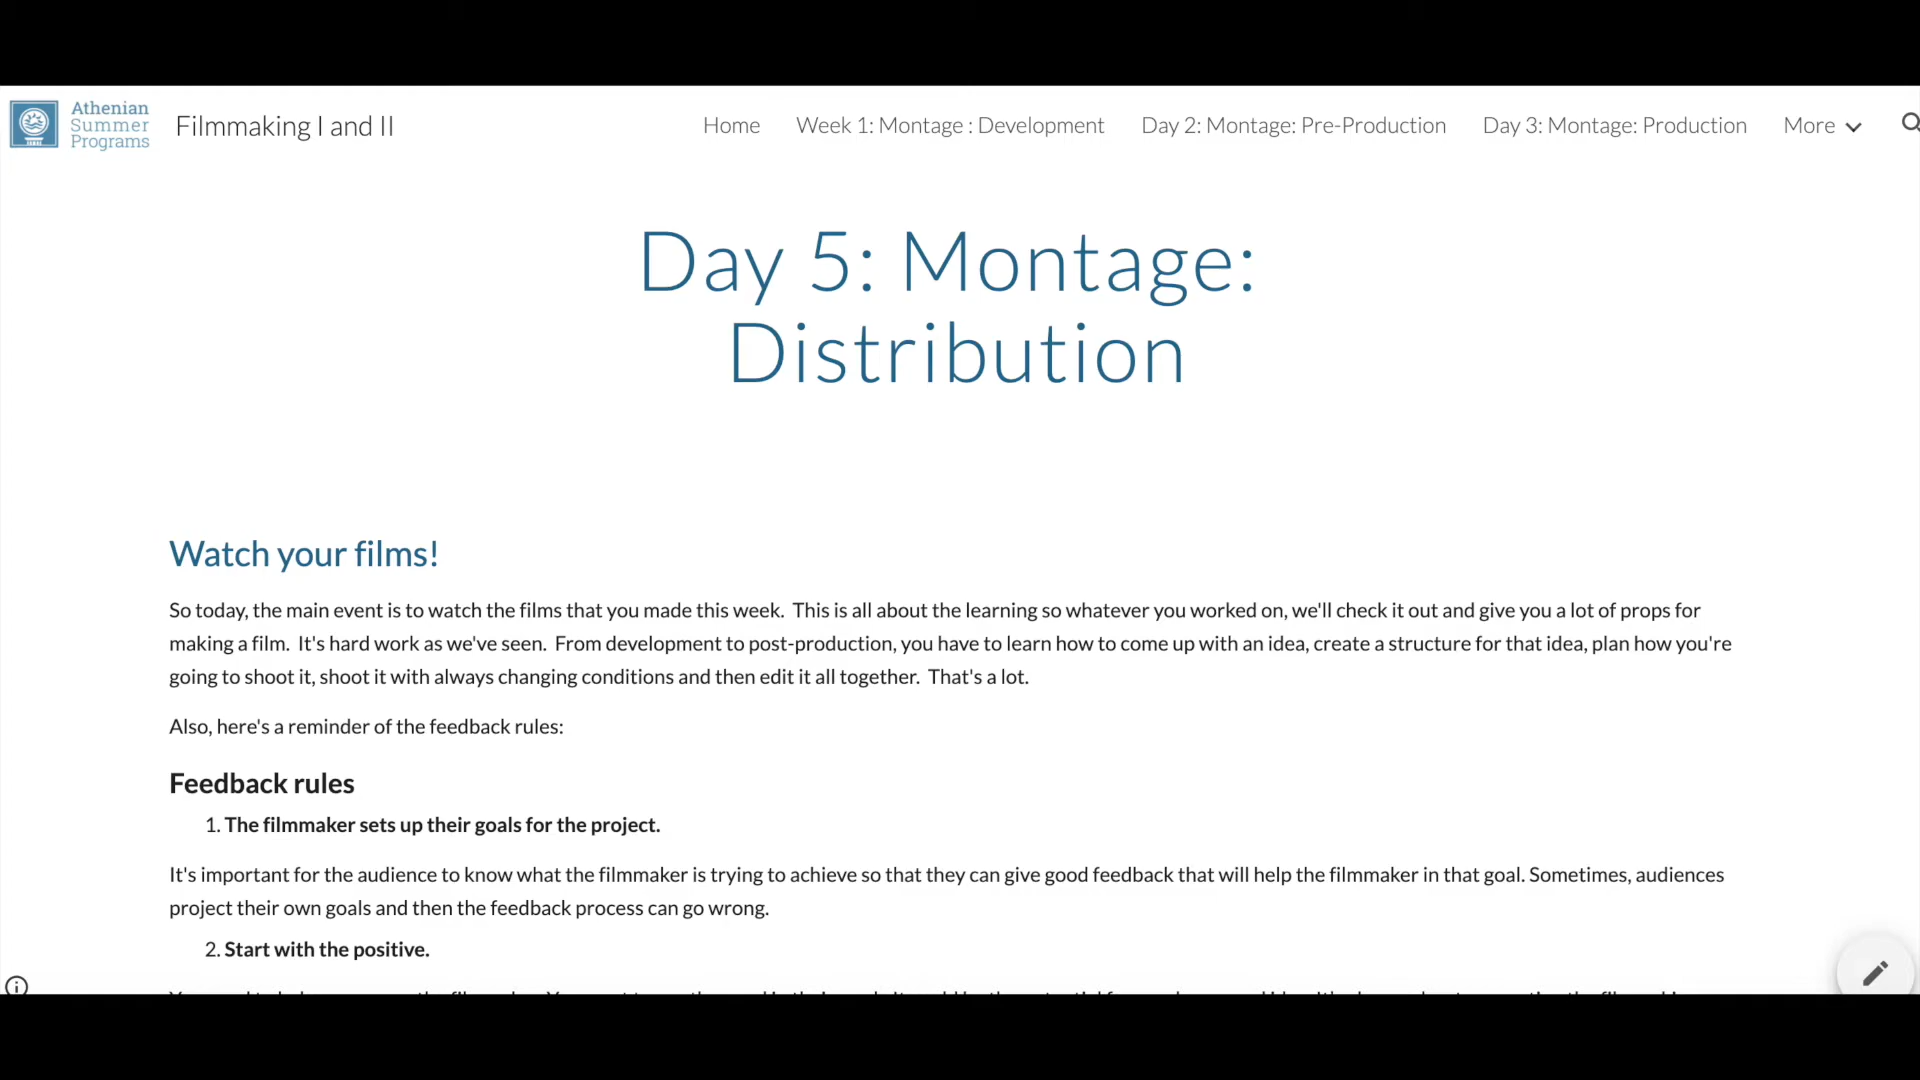 Athenian
Summer
Programs
Filmmaking I and II
Home
Week 1: Montage : Development
Day 2: Montage: Pre-Production
Day 3: Montage: Production
More
Day 5: Montage:
Distribution
Watch your films!
So today, the main event is to watch the films that you made this week.  This is all about the learning so whatever you worked on, we'll check it out and give you a lot of props for
making a film.  It's hard work as we've seen.  From development to post-production, you have to learn how to come up with an idea, create a structure for that idea, plan how you're
going to shoot it, shoot it with always changing conditions and then edit it all together.  That's a lot.
Also, here's a reminder of the feedback rules:
Feedback rules
1. The filmmaker sets up their goals for the project.
It's important for the audience to know what the filmmaker is trying to achieve so that they can give good feedback that will help the filmmaker in that goal. Sometimes, audiences
project their own goals and then the feedback process can go wrong.
2. Start with the positive.